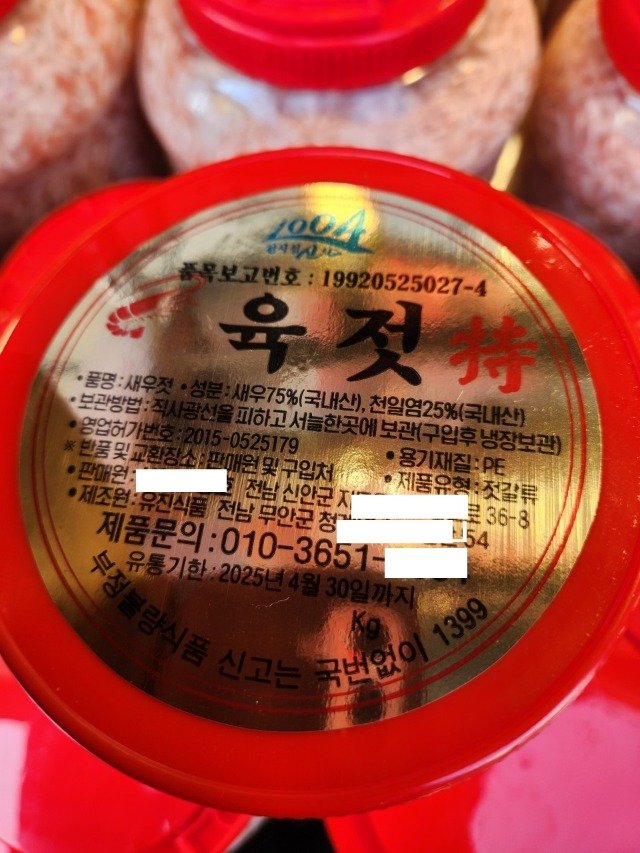 1004
품목보고번호 : 19920525027-4
육젓 特
• 품명 : 새우젓 • 성분 : 새우75%(국내산), 천일염25%(국내산)
• 보관방법 : 직사광선을 피하고 서늘한곳에 보관(구입후 냉장보관)
• 영업허가번호 : 2015-0525179 • 용기재질 : PE
※ 반품 및 교환장소 : 판매원 및 구입처 • 제품유형 : 젓갈류
• 판매원 : 전남 신안군 36-8
• 제조원 : 유진식품 전남 무안군 54
제품문의 : 010-3651-
유통기한 : 2025년 4월 30일까지
Kg
부정불량식품 신고는 국번없이 1399